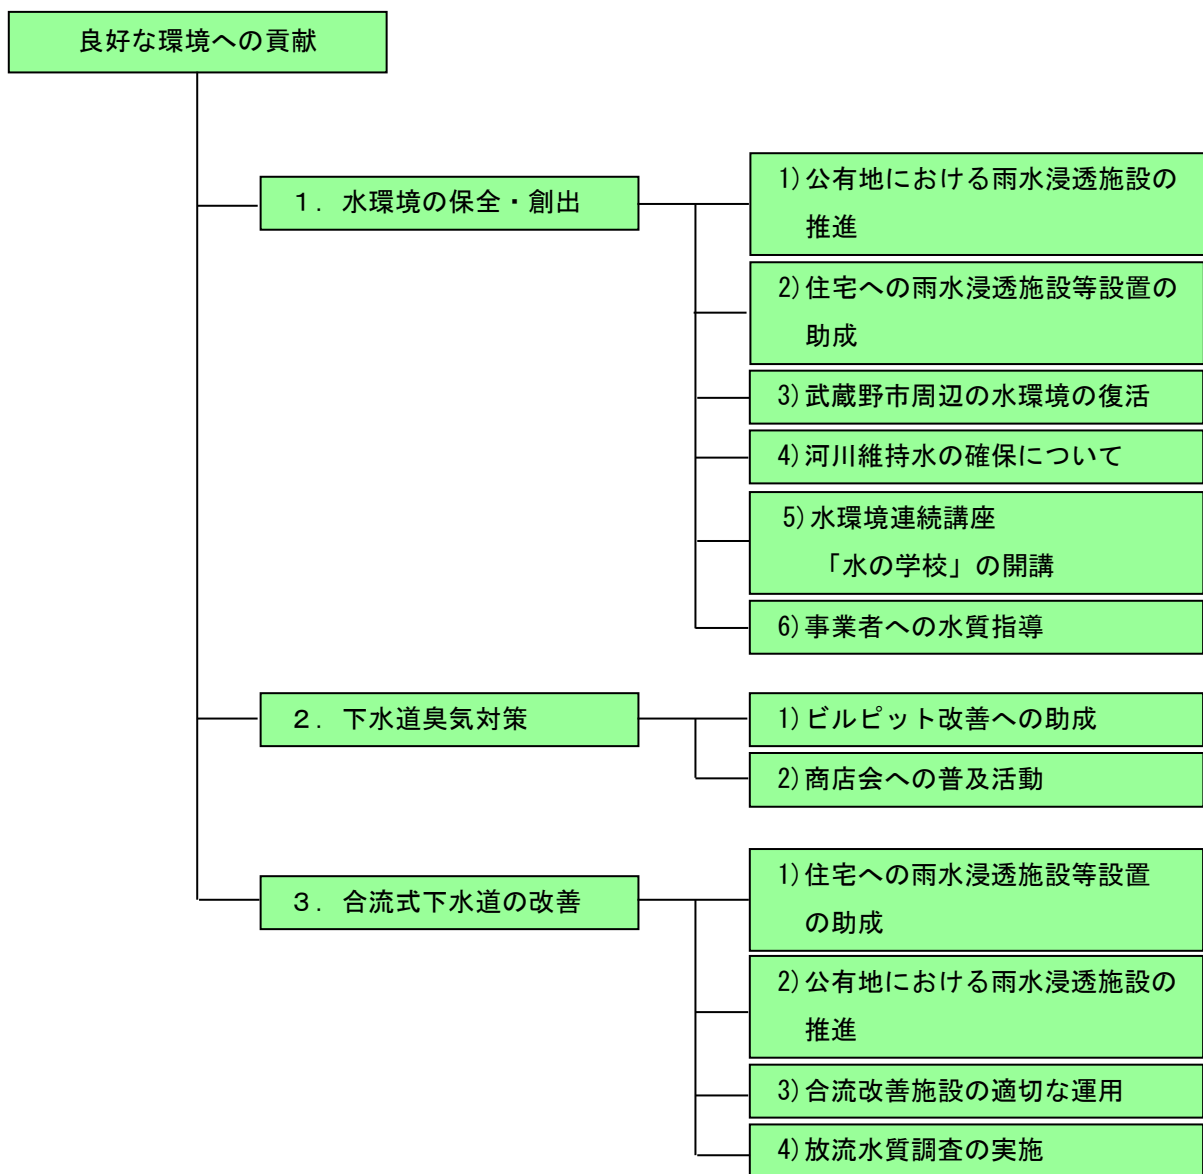 良好な環境への貢献
1．水環境の保全・創出
1)公有地における雨水浸透施設の
推進
2)住宅への雨水浸透施設等設置の
助成
3)武蔵野市周辺の水環境の復活
4)河川維持水の確保について
5)水環境連続講座
「水の学校」の開講
6)事業者への水質指導
２．下水道臭気対策
1)ビルピット改善への助成
2)商店会への普及活動
３．合流式下水道の改善
1)住宅への雨水浸透施設等設置
の助成
2)公有地における雨水浸透施設の
推進
3)合流改善施設の適切な運用
4)放流水質調査の実施